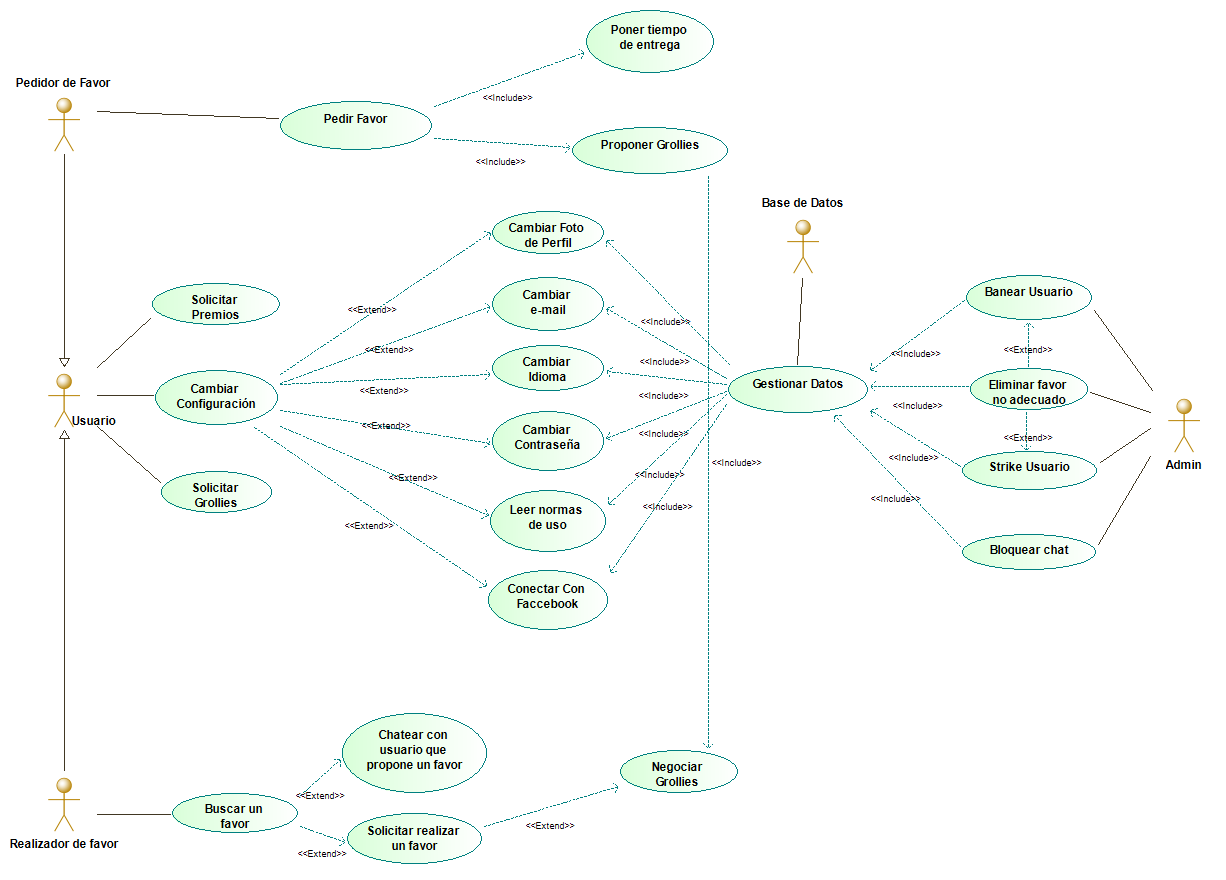 Poner tiempo
de entrega
Pedidor de Favor
<<Include>>
Pedir Favor
Proponer Grollies
<<Include>>
Base de Datos
Cambiar Foto
de Perfil
Solicitar
Premios
Cambiar
e-mail
Banear Usuario
<<Extend>>
<<Include>>
<<Extend>>
<<Include>>
<<Extend>>
<<Include>>
Cambiar
Idioma
Gestionar Datos
Eliminar favor
no adecuado
Cambiar
Configuración
<<Extend>>
<<Include>>
<<Include>>
Usuario
<<Extend>>
Cambiar
Contraseña
<<Include>>
<<Extend>>
<<Include>>
<<Include>>
Strike Usuario
Admin
<<Extend>>
<<Include>>
Solicitar
Grollies
<<Include>>
<<Include>>
Leer normas
de uso
<<Extend>>
Bloquear chat
Conectar Con
Faccebook
Chatear con
usuario que
propone un favor
Negociar
Grollies
<<Extend>>
Buscar un
favor
Realizador de favor
Solicitar realizar
un favor
<<Extend>>
<<Extend>>